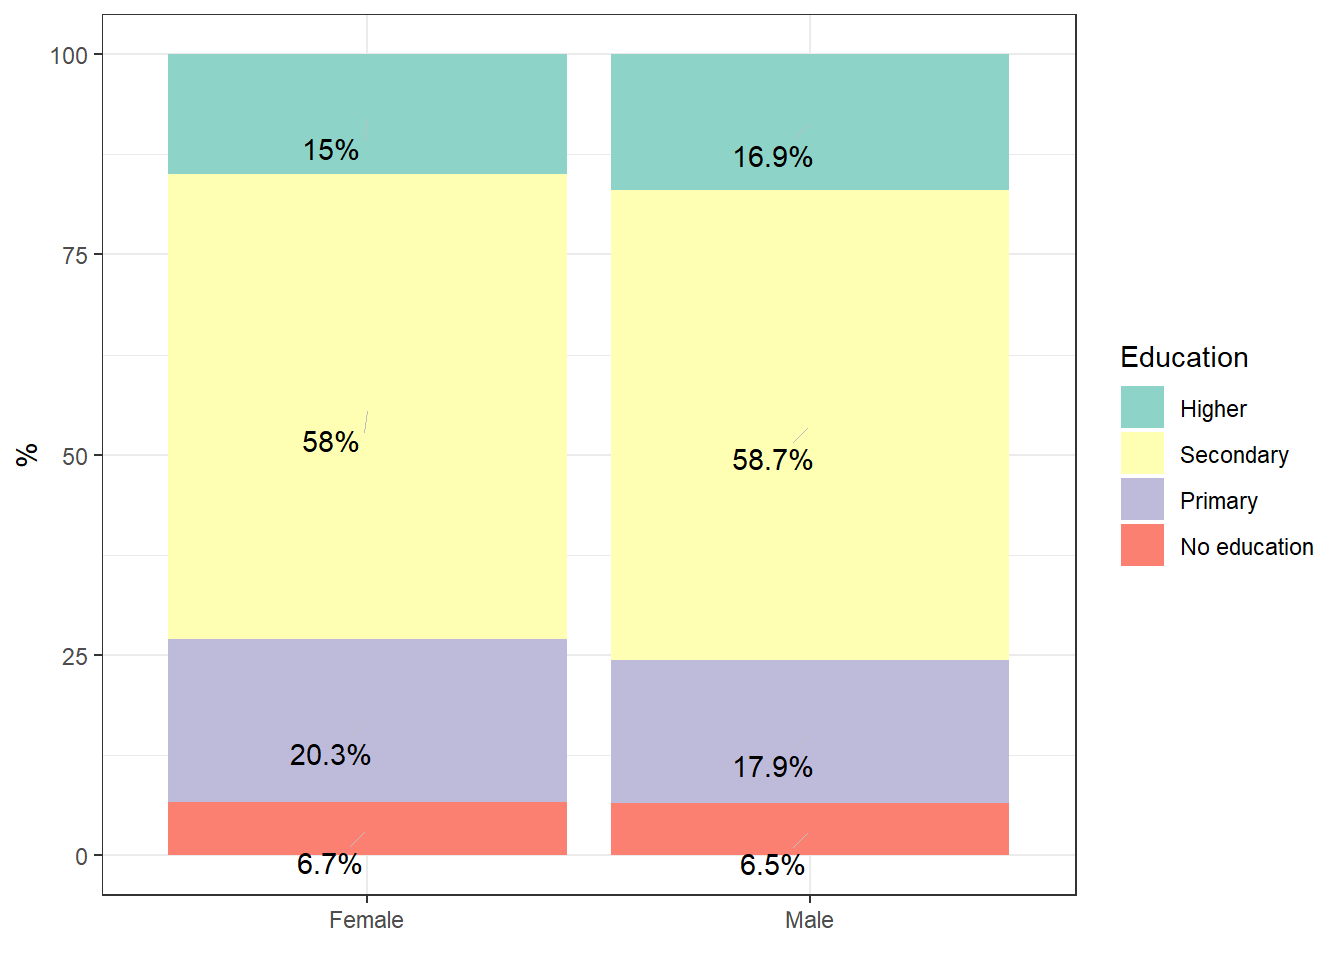 100
75
50
25
0
%
15%
16.9%
58%
58.7%
20.3%
17.9%
6.7%
6.5%
Female
Male
Education
Higher
Secondary
Primary
No education